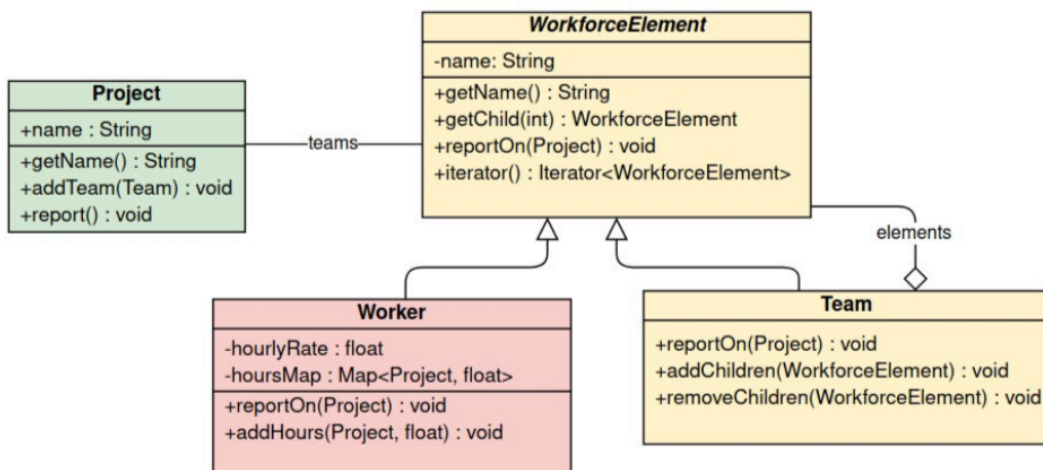 WorkforceElement
-name: String
+getName() : String
+getChild(int) : WorkforceElement
+reportOn(Project) : void
+iterator() : Iterator<WorkforceElement>
Project
+name : String
+getName() : String
+addTeam(Team) : void
+report() : void
teams
elements
Worker
-hourlyRate : float
-hoursMap : Map<Project, float>
+reportOn(Project) : void
+addHours(Project, float) : void
Team
+reportOn(Project) : void
+addChildren(WorkforceElement) : void
+removeChildren(WorkforceElement) : void